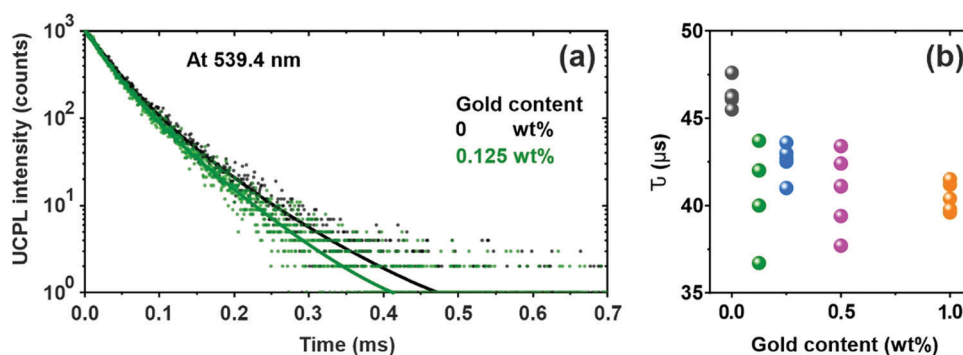 (a)
At 539.4 nm
Gold content
0 wt%
0.125 wt%
UCPL intensity (counts)
10³
10²
10¹
10⁰
0.0 0.1 0.2 0.3 0.4 0.5 0.6 0.7
Time (ms)
(b)
τ (μs)
50
45
40
35
0.0 0.5 1.0
Gold content (wt%)